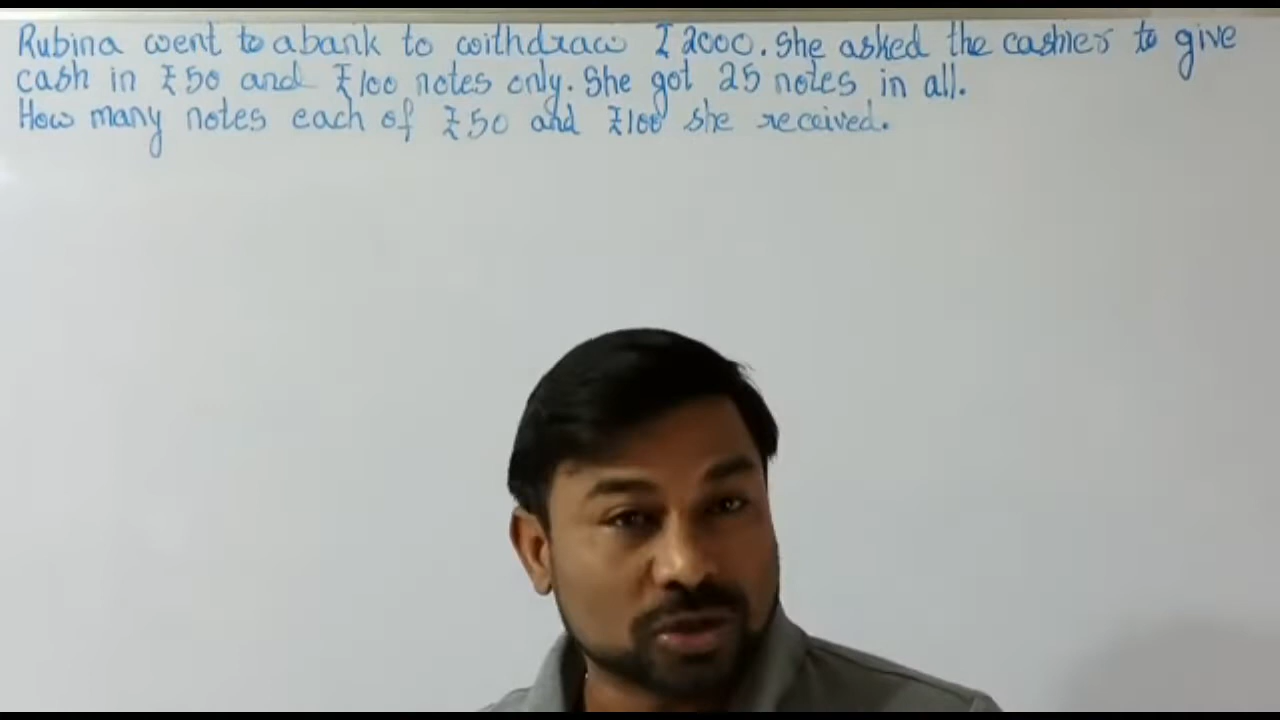 Rubina went to a bank to withdraw ₹2000. She asked the cashier to give
cash in ₹50 and ₹100 notes only. She got 25 notes in all.
How many notes each of ₹50 and ₹100 she received.